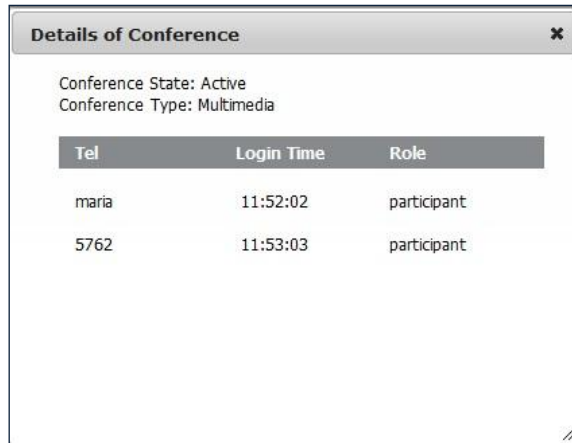 Details of Conference
Conference State: Active
Conference Type: Multimedia
Tel Login Time Role
maria 11:52:02 participant
5762 11:53:03 participant